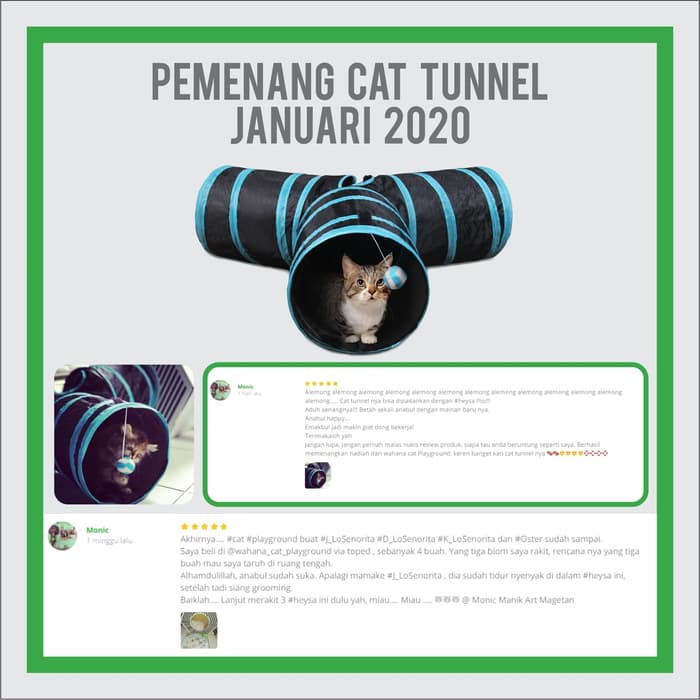 PEMENANG CAT TUNNEL
JANUARI 2020
Monic
1 hari lalu
Alemong alemong alemong alemong alemong alemong alemong alemong alemong alemong alemong alemong
alemong..... Cat tunnel nya bisa dipadankan dengan #heysa lho!!!
Aduh senangnya!!! Betah sekali anabul dengan mainan baru nya.
Anabul happy....
Emakbul jadi makin giat dong bekerja!
Terimakasih yah
Jangan lupa, jangan pernah malas nukis review produk, siapa tau anda beruntung seperti saya. Berhasil
memenangkan hadiah dari wahana cat Playground, keren banget kan cat tunnel nya
Monic
1 minggu lalu
Akhirnya.... #cat #playground buat #J_LoSenorita #D_LoSenorita #K_LoSenorita dan #Oster sudah sampai.
Saya beli di @wahana_cat_playground via toped , sebanyak 4 buah. Yang tiga blom saya rakit, rencana nya yang tiga
buah mau saya taruh di ruang tengah.
Alhamdulillah, anabul sudah suka. Apalagi mamake #J_LoSenorita , dia sudah tidur nyenyak di dalam #heysa ini,
setelah tadi siang grooming.
Baiklah.... Lanjut merakit 3 #heysa ini dulu yah, miau.... Miau .... @ Monic Manik Art Magetan